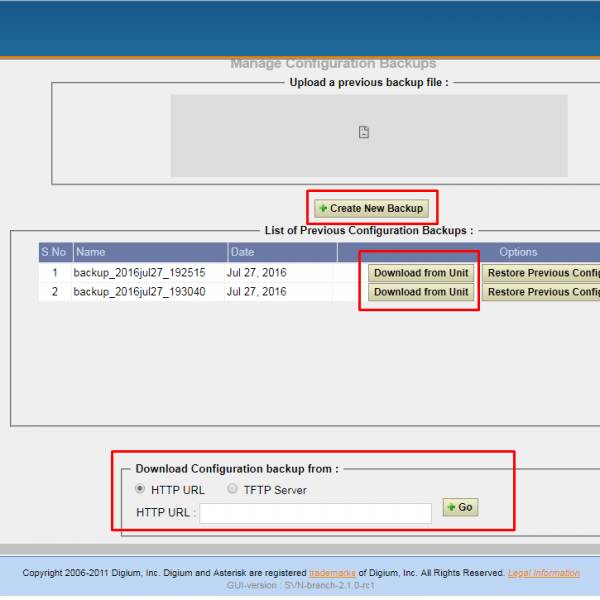 Manage Configuration Backups
Upload a previous backup file :
Create New Backup
List of Previous Configuration Backups :
S.No Name Date Options
1 backup_2016jul27_192515 Jul 27, 2016 Download from Unit Restore Previous Config
2 backup_2016jul27_193040 Jul 27, 2016 Download from Unit Restore Previous Config
Download Configuration backup from :
HTTP URL TFTP Server
HTTP URL : Go
Copyright 2006-2011 Digium, Inc. Digium and Asterisk are registered trademarks of Digium, Inc. All Rights Reserved. Legal Information
GUI-version : SVN-branch-2.1.0-rc1